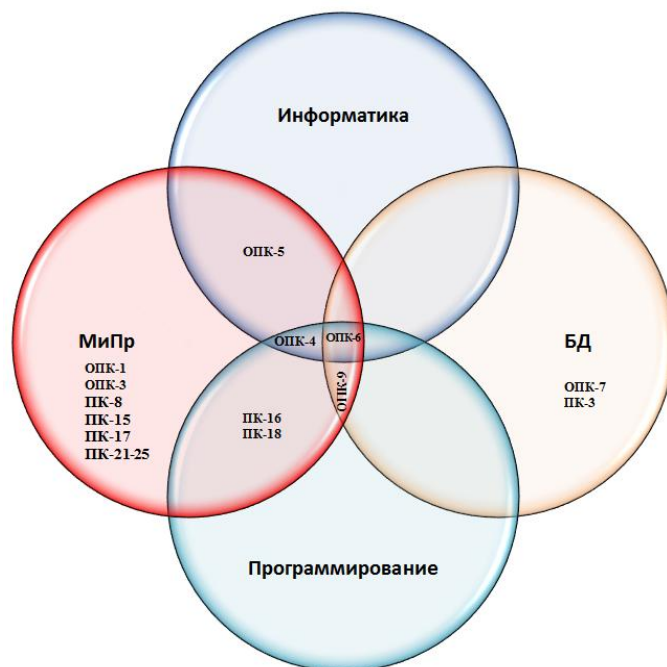 Информатика
ОПК-5
МиПр
ОПК-1
ОПК-3
ПК-8
ПК-15
ПК-17
ПК-21-25
ОПК-4
ОПК-6
ОПК-9
ПК-16
ПК-18
БД
ОПК-7
ПК-3
Программирование